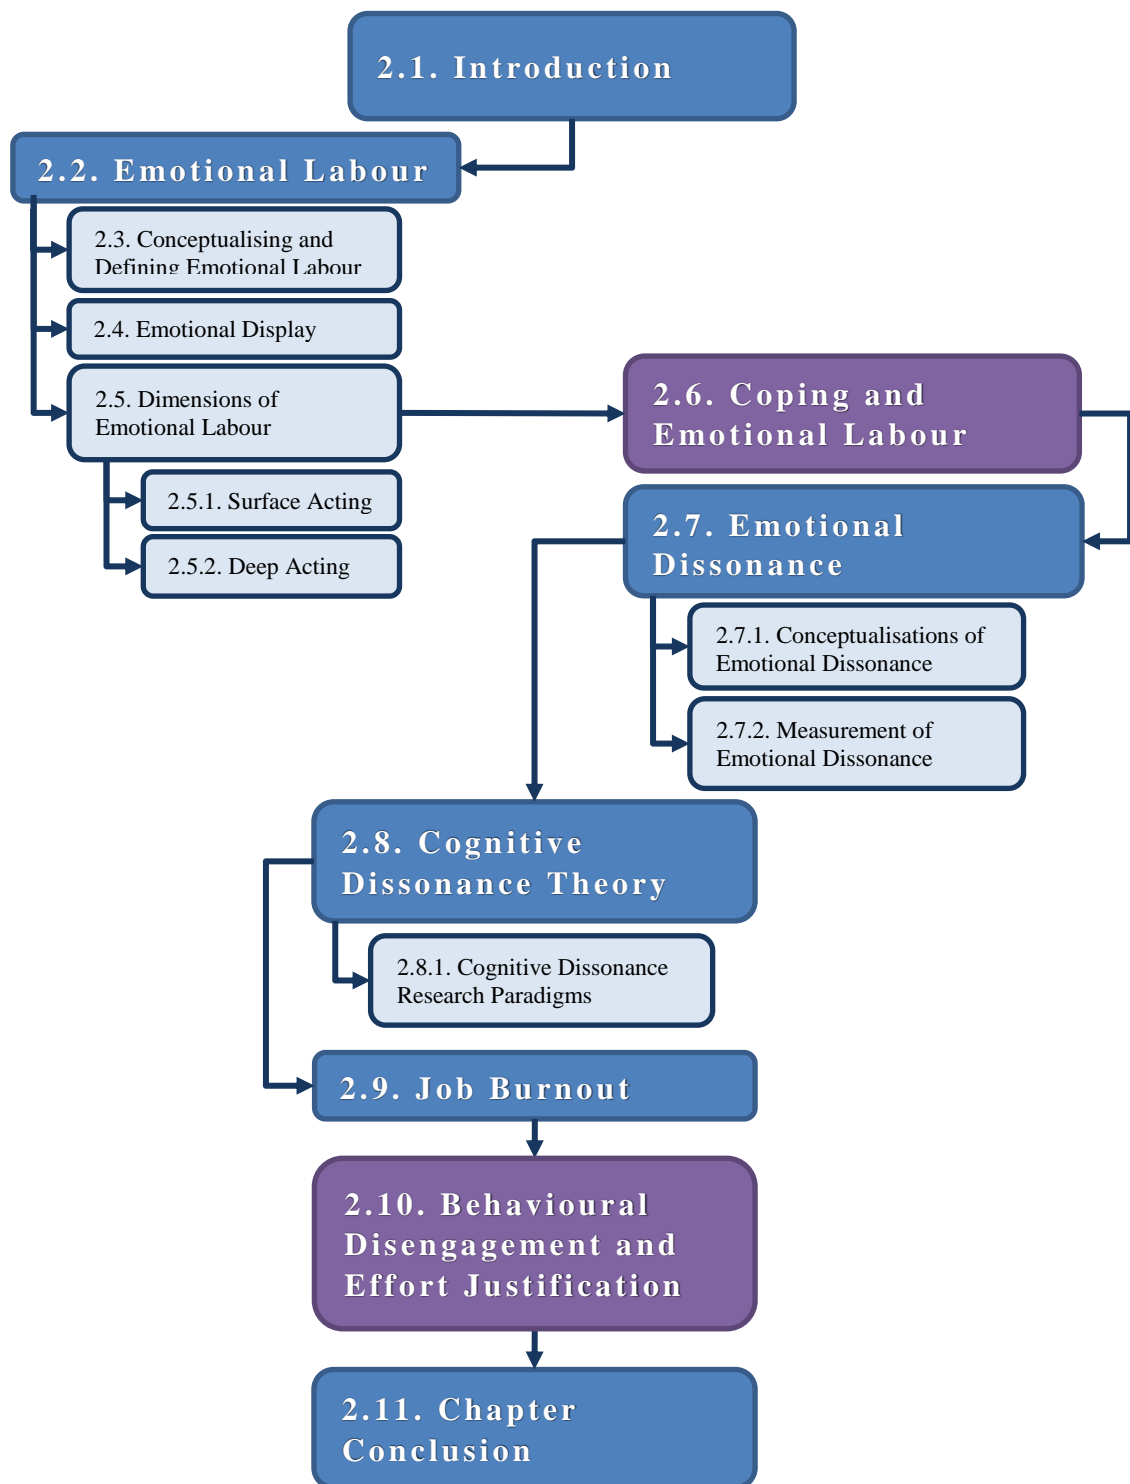 2.1. Introduction
2.2. Emotional Labour
2.3. Conceptualising and
Defining Emotional Labour
2.4. Emotional Display
2.5. Dimensions of
Emotional Labour
2.5.1. Surface Acting
2.5.2. Deep Acting
2.6. Coping and
Emotional Labour
2.7. Emotional
Dissonance
2.7.1. Conceptualisations of
Emotional Dissonance
2.7.2. Measurement of
Emotional Dissonance
2.8. Cognitive
Dissonance Theory
2.8.1. Cognitive Dissonance
Research Paradigms
2.9. Job Burnout
2.10. Behavioural
Disengagement and
Effort Justification
2.11. Chapter
Conclusion